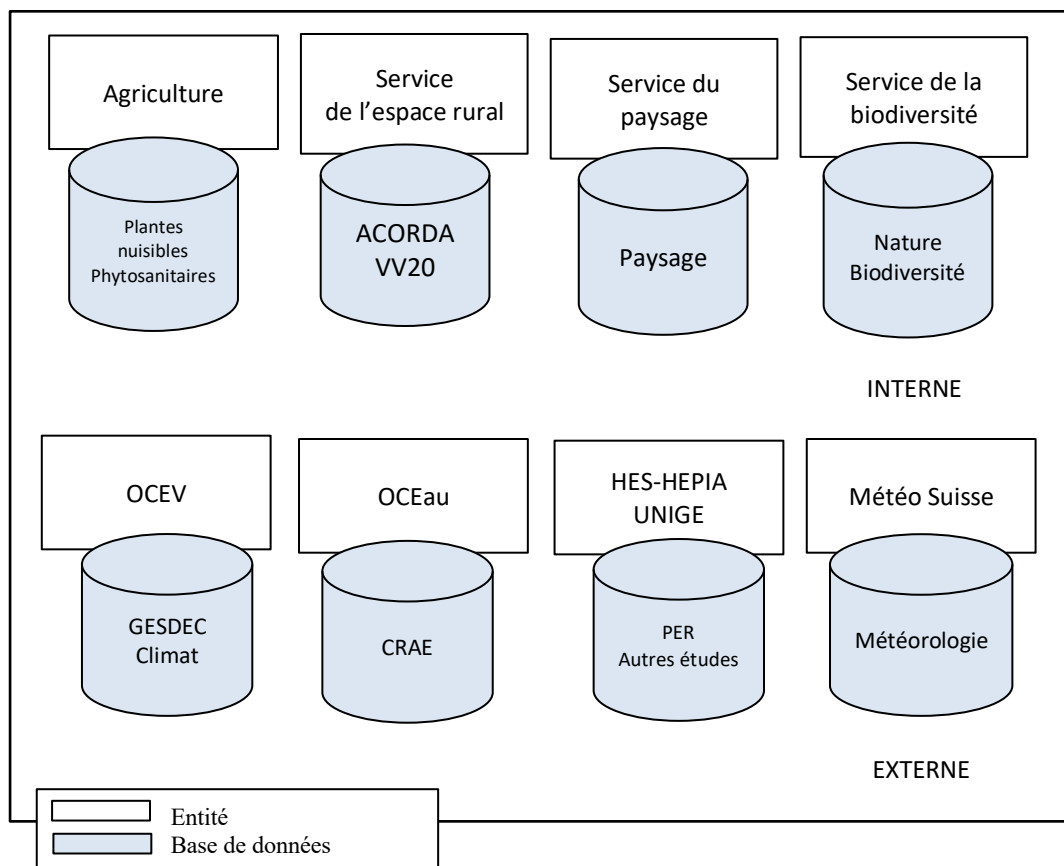 Agriculture
Service
de l’espace rural
Service du
paysage
Service de la
biodiversité
Plantes
nuisibles
Phytosanitaires
ACORDA
VV20
Paysage
Nature
Biodiversité
INTERNE
OCEV
OCEau
HES-HEPIA
UNIGE
Météo Suisse
GESDEC
Climat
CRAE
PER
Autres études
Météorologie
EXTERNE
Entité
Base de données